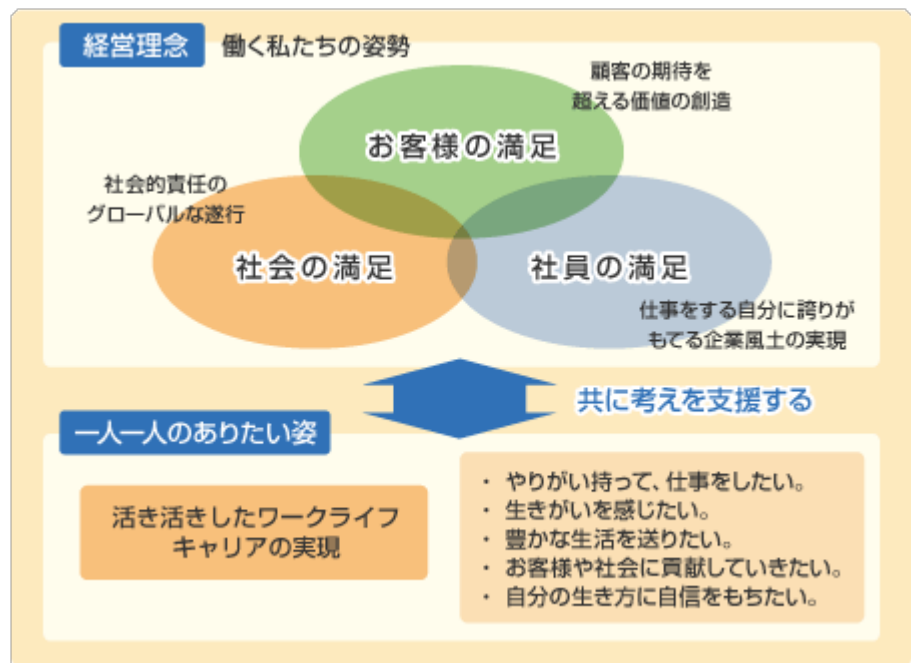 経営理念 働く私たちの姿勢
顧客の期待を
超える価値の創造
お客様の満足
社会的責任の
グローバルな遂行
社会の満足
社員の満足
仕事をする自分に誇りが
もてる企業風土の実現
共に考えを支援する
一人一人のありたい姿
活き活きしたワークライフ
キャリアの実現
・ やりがい持って、仕事をしたい。
・ 生きがいを感じたい。
・ 豊かな生活を送りたい。
・ お客様や社会に貢献していきたい。
・ 自分の生き方に自信をもちたい。